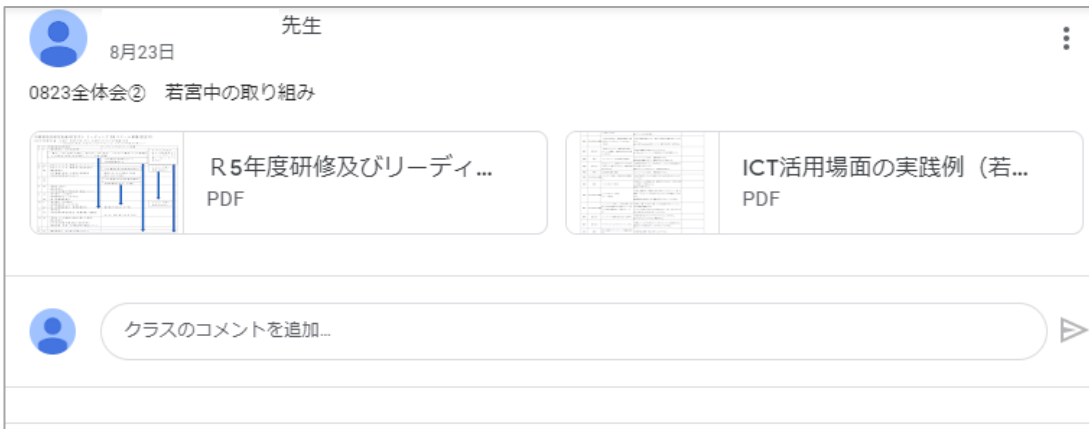 先生
8月23日
0823全体会② 若宮中の取り組み
Ｒ5年度研修及びリーディ...
PDF
ICT活用場面の実践例（若...
PDF
クラスのコメントを追加...